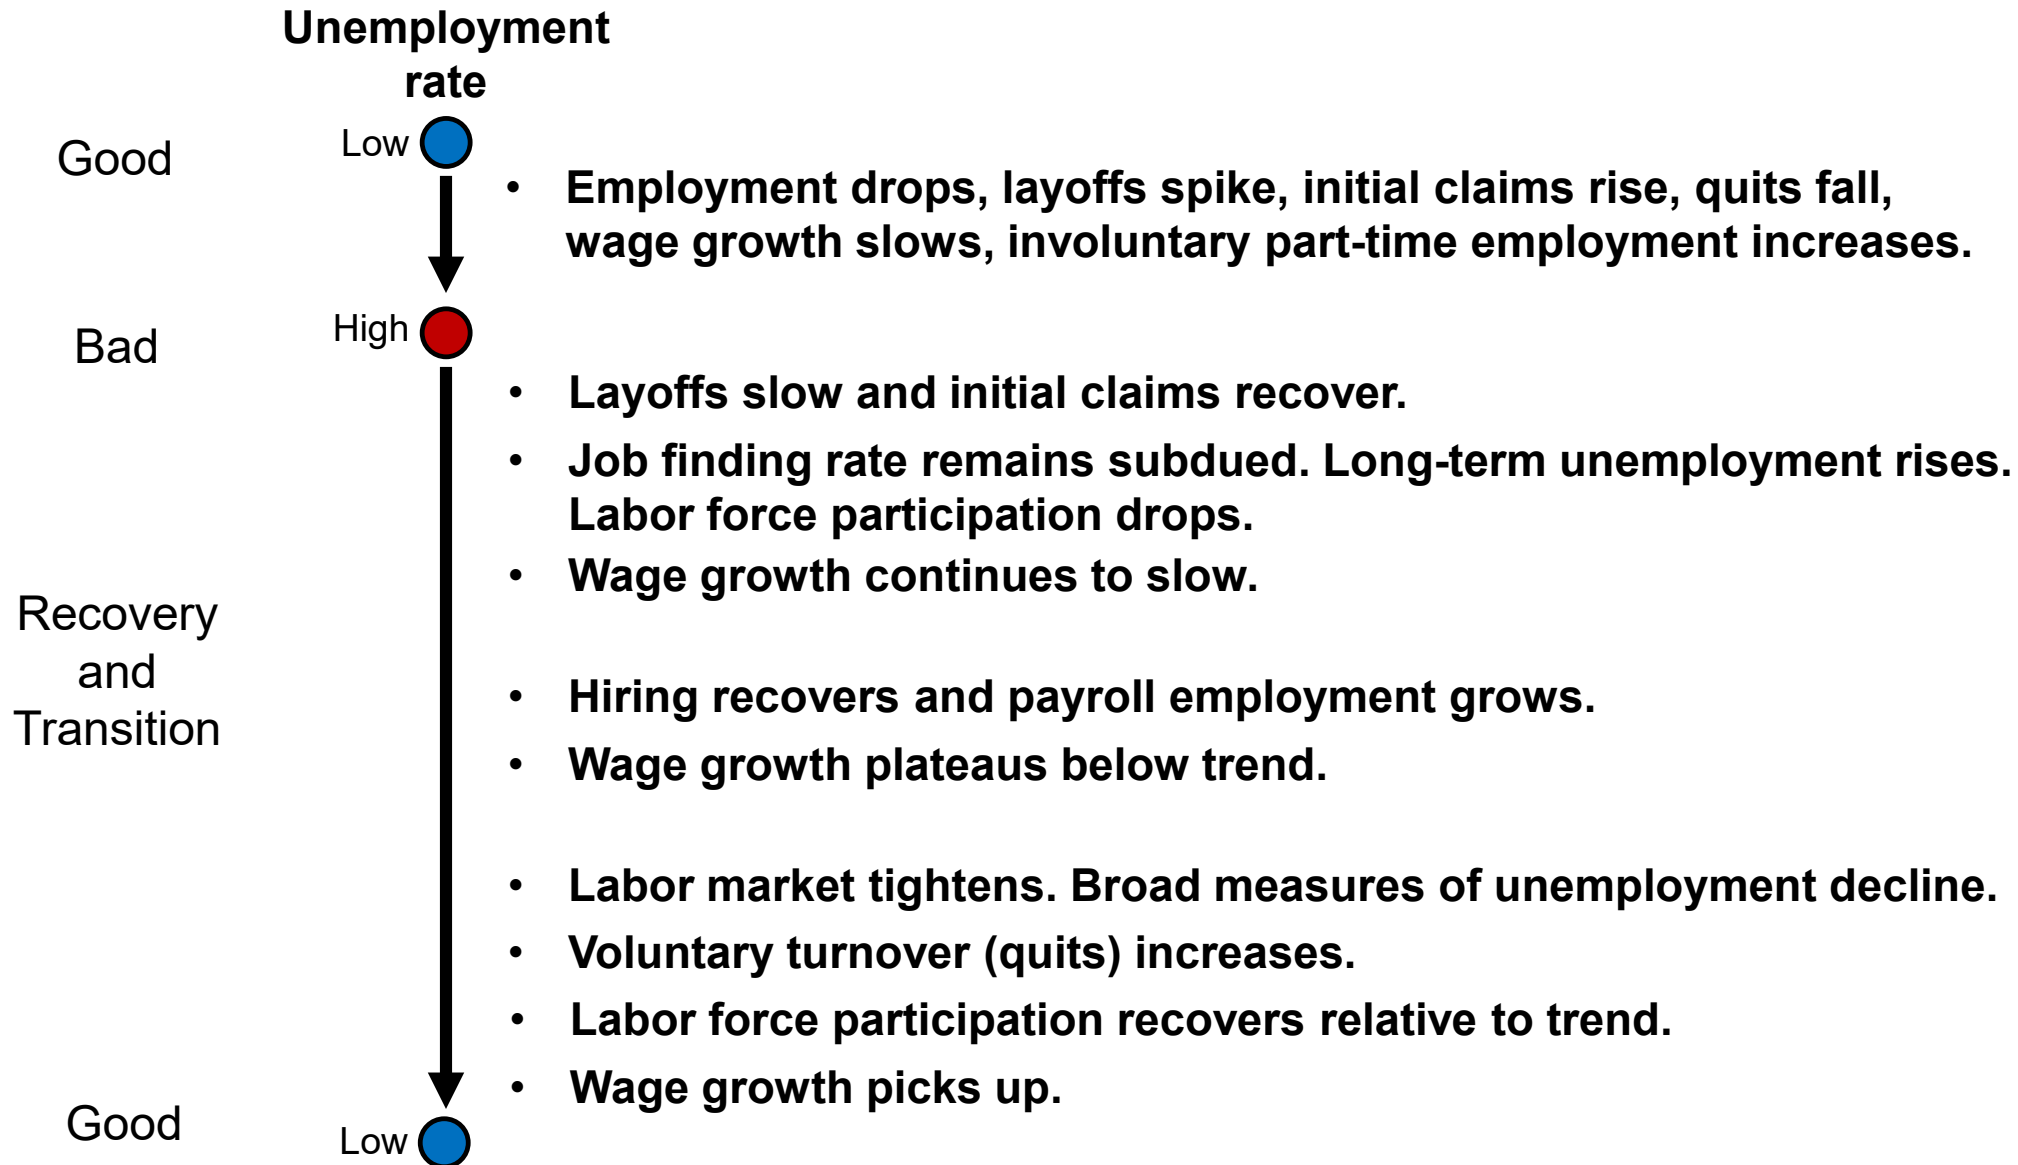 Unemployment
rate
Good
Low
• Employment drops, layoffs spike, initial claims rise, quits fall,
wage growth slows, involuntary part-time employment increases.
Bad
High
• Layoffs slow and initial claims recover.
• Job finding rate remains subdued. Long-term unemployment rises.
Labor force participation drops.
• Wage growth continues to slow.
Recovery
and
Transition
• Hiring recovers and payroll employment grows.
• Wage growth plateaus below trend.
• Labor market tightens. Broad measures of unemployment decline.
• Voluntary turnover (quits) increases.
• Labor force participation recovers relative to trend.
• Wage growth picks up.
Good
Low